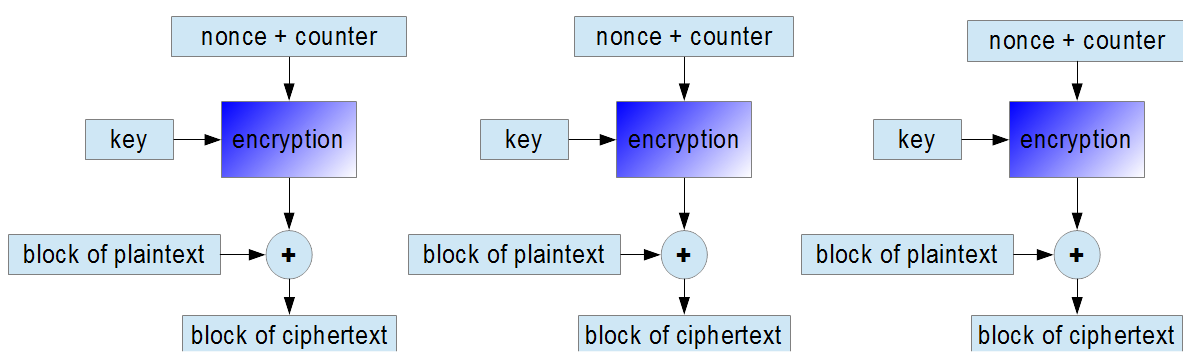 nonce + counter
nonce + counter
nonce + counter
key
encryption
key
encryption
key
encryption
block of plaintext
+
block of plaintext
+
block of plaintext
+
block of ciphertext
block of ciphertext
block of ciphertext